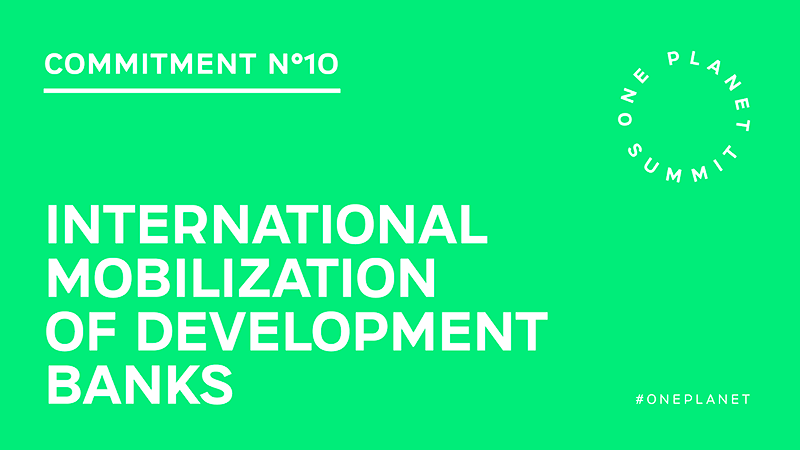 COMMITMENT N°10
ONE PLANET SUMMIT
INTERNATIONAL
MOBILIZATION
OF DEVELOPMENT
BANKS
#ONEPLANET